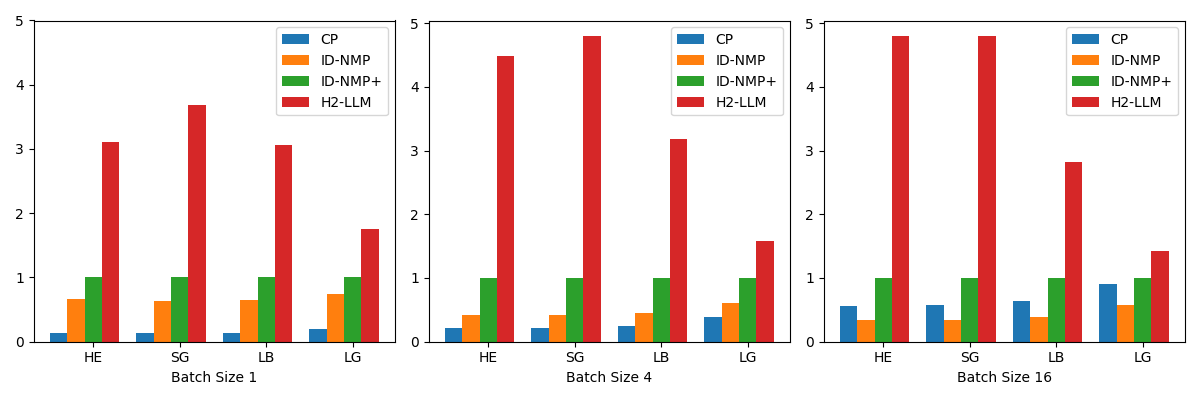 5
4
3
2
1
0
CP
ID-NMP
ID-NMP+
H2-LLM
HE SG LB LG
Batch Size 1
5
4
3
2
1
0
CP
ID-NMP
ID-NMP+
H2-LLM
HE SG LB LG
Batch Size 4
5
4
3
2
1
0
CP
ID-NMP
ID-NMP+
H2-LLM
HE SG LB LG
Batch Size 16